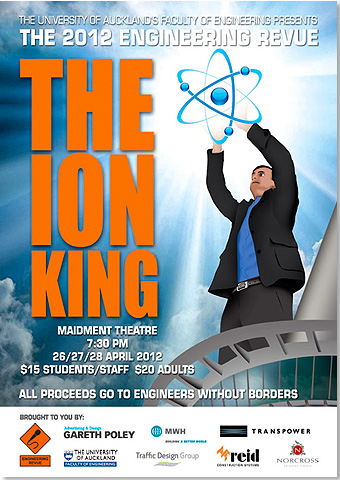 THE UNIVERSITY OF AUCKLAND'S FACULTY OF ENGINEERING PRESENTS
THE 2012 ENGINEERING REVUE
THE
ION
KING
MAIDMENT THEATRE
7:30 PM
26/27/28 APRIL 2012
$15 STUDENTS/STAFF $20 ADULTS
ALL PROCEEDS GO TO ENGINEERS WITHOUT BORDERS
BROUGHT TO YOU BY:
ENGINEERING
REVUE
Advertising & Design
GARETH POLEY
MWH
BUILDING A BETTER WORLD
TRANSPOWER
THE UNIVERSITY
OF AUCKLAND
FACULTY OF ENGINEERING
Traffic Design Group
reid
CONSTRUCTION SYSTEMS
NORCROSS